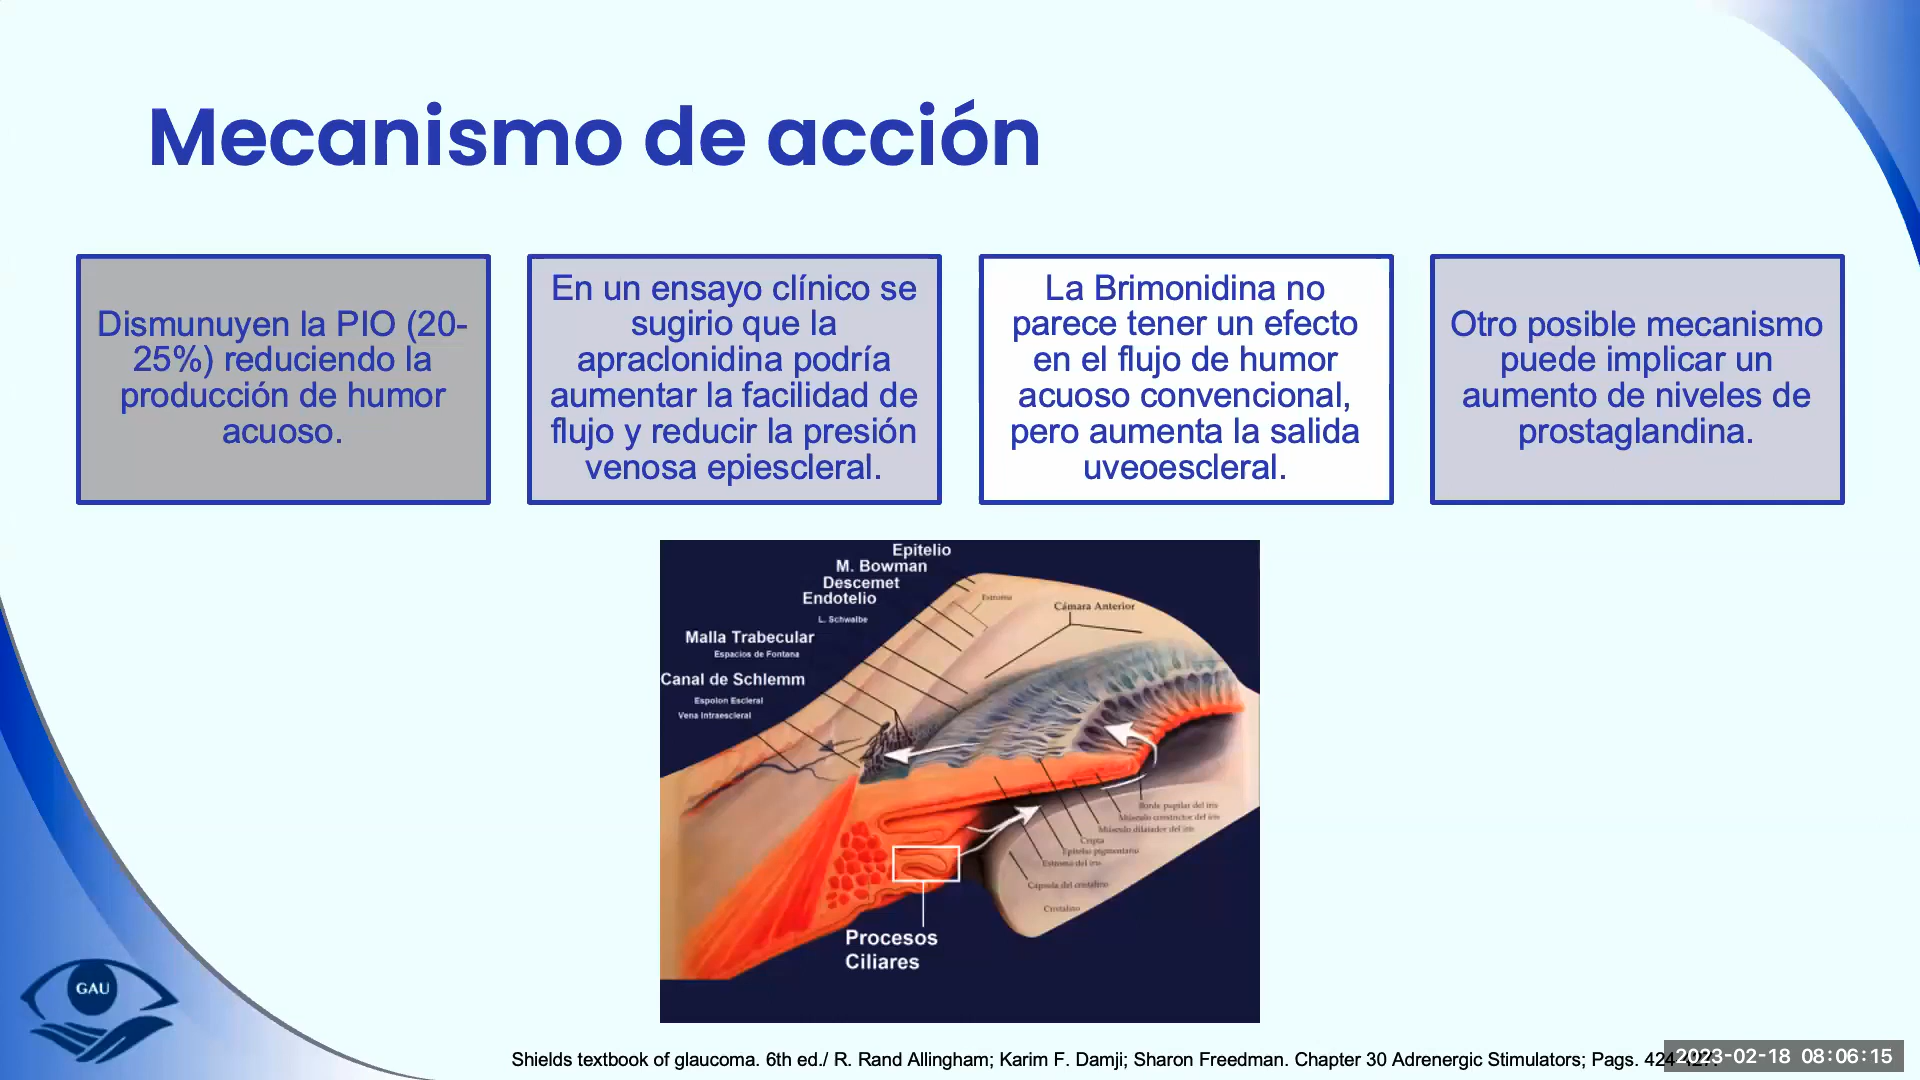 Mecanismo de acción
Dismunuyen la PIO (20-
25%) reduciendo la
producción de humor
acuoso.
En un ensayo clínico se
sugirio que la
apraclonidina podría
aumentar la facilidad de
flujo y reducir la presión
venosa epiescleral.
La Brimonidina no
parece tener un efecto
en el flujo de humor
acuoso convencional,
pero aumenta la salida
uveoescleral.
Otro posible mecanismo
puede implicar un
aumento de niveles de
prostaglandina.
Epitelio
M. Bowman
Descemet
Endotelio
L. Schwalbe
Malla Trabecular
Espacios de Fontana
Canal de Schlemm
Espolon Escleral
Vena Intraescleral
Estroma
Cámara Anterior
Borde pupilar del iris
Músculo constrictor del iris
Músculo dilatador del iris
Cripta
Epitelio pigmentario
Estroma del iris
Cápsula del cristalino
Cristalino
Procesos
Ciliares
GAU
Shields textbook of glaucoma. 6th ed./ R. Rand Allingham; Karim F. Damji; Sharon Freedman. Chapter 30 Adrenergic Stimulators; Pags.
2023-02-18 08:06:15